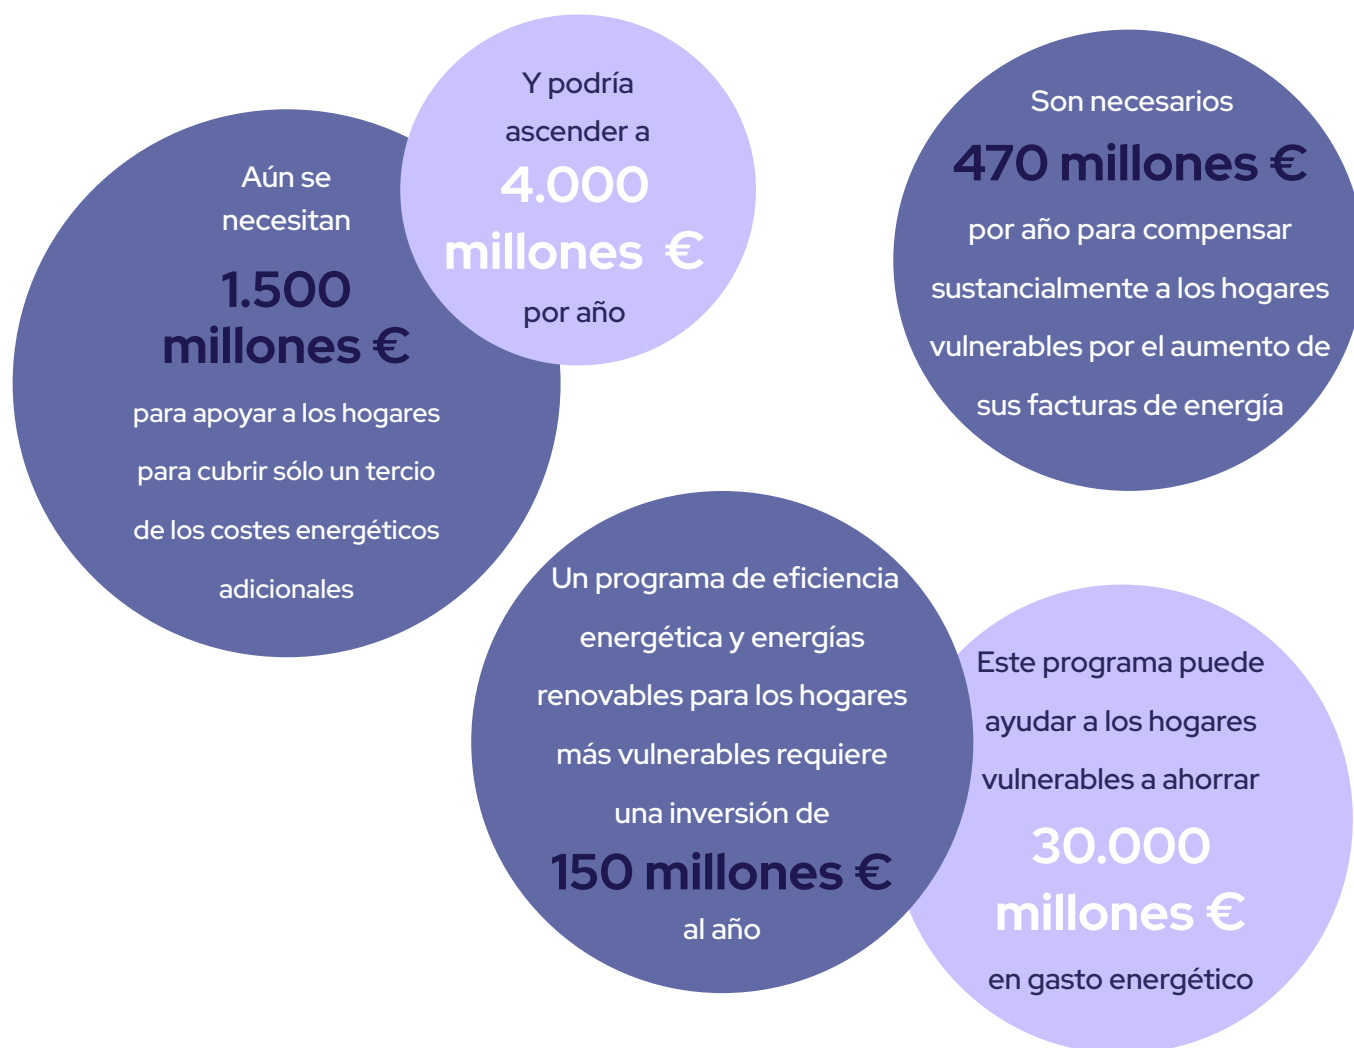 Aún se
necesitan
1.500
millones €
para apoyar a los hogares
para cubrir sólo un tercio
de los costes energéticos
adicionales
Y podría
ascender a
4.000
millones €
por año
Son necesarios
470 millones €
por año para compensar
sustancialmente a los hogares
vulnerables por el aumento de
sus facturas de energía
Un programa de eficiencia
energética y energías
renovables para los hogares
más vulnerables requiere
una inversión de
150 millones €
al año
Este programa puede
ayudar a los hogares
vulnerables a ahorrar
30.000
millones €
en gasto energético